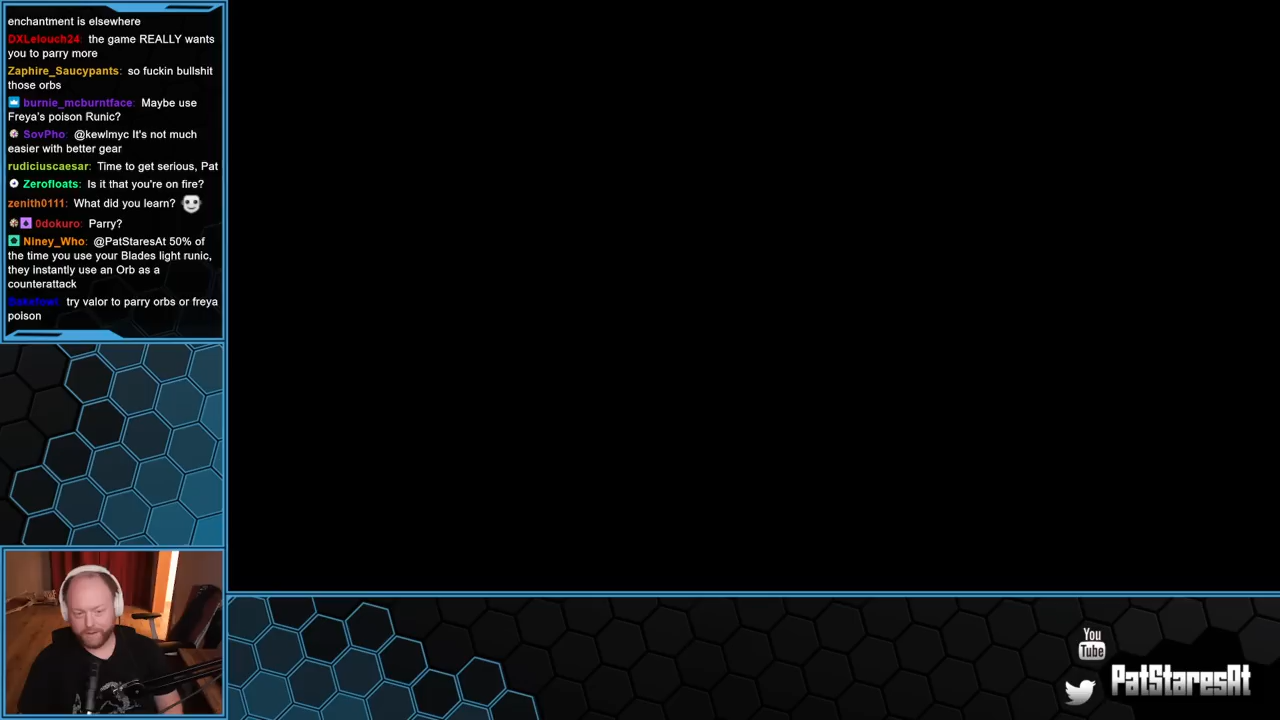 enchantment is elsewhere
DXLelouch24: the game REALLY wants
you to parry more
Zaphire_Saucypants: so fuckin bullshit
those orbs
burnie_mcburntface: Maybe use
Freya's poison Runic?
SovPho: @kewlmyc It's not much
easier with better gear
rudiciuscaesar: Time to get serious, Pat
Zerofloats: Is it that you're on fire?
zenith0111: What did you learn?
0dokuro: Parry?
Niney_Who: @PatStaresAt 50% of
the time you use your Blades light runic,
they instantly use an Orb as a
counterattack
try valor to parry orbs or freya
poison
You
Tube
PatStaresAt